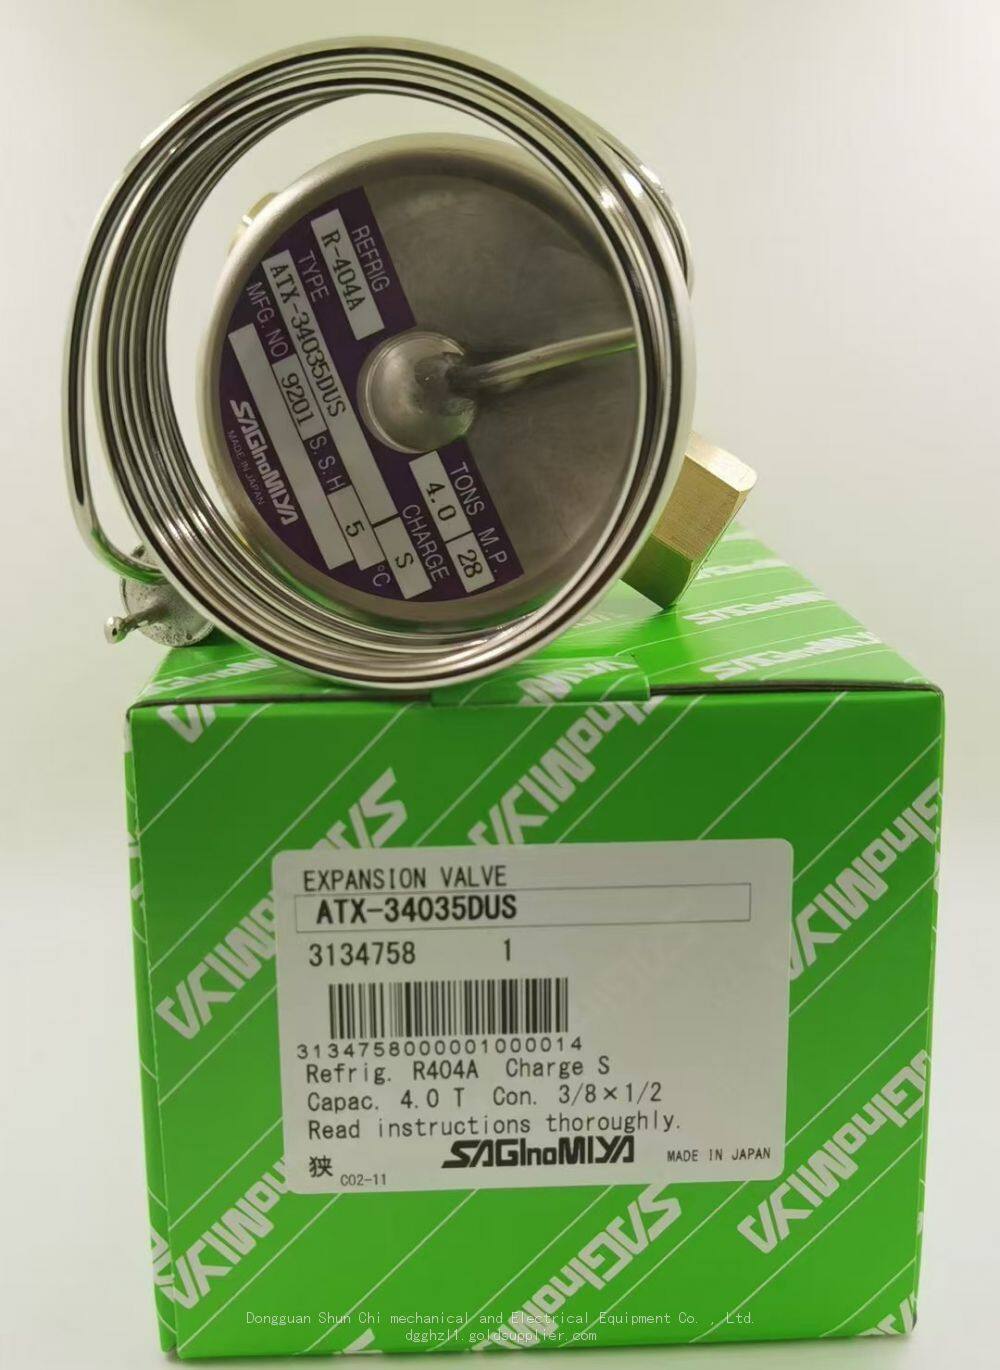 REFRIG
R-404A
TYPE
ATX-34035DUS
MFG. NO 9201 S.S.H 5 °C
SAGInoMIYA
MADE IN JAPAN
TONS M.P.
4.0 28
CHARGE
S
SAGInoMIYA
EXPANSION VALVE
ATX-34035DUS
3134758 1
3134758000001000014
Refrig. R404A Charge S
Capac. 4.0 T Con. 3/8×1/2
Read instructions thoroughly.
狭 C02-11 SAGInoMIYA MADE IN JAPAN
Dongguan Shun Chi mechanical and Electrical Equipment Co. , Ltd.
dgghzl1.goldsupplier.com